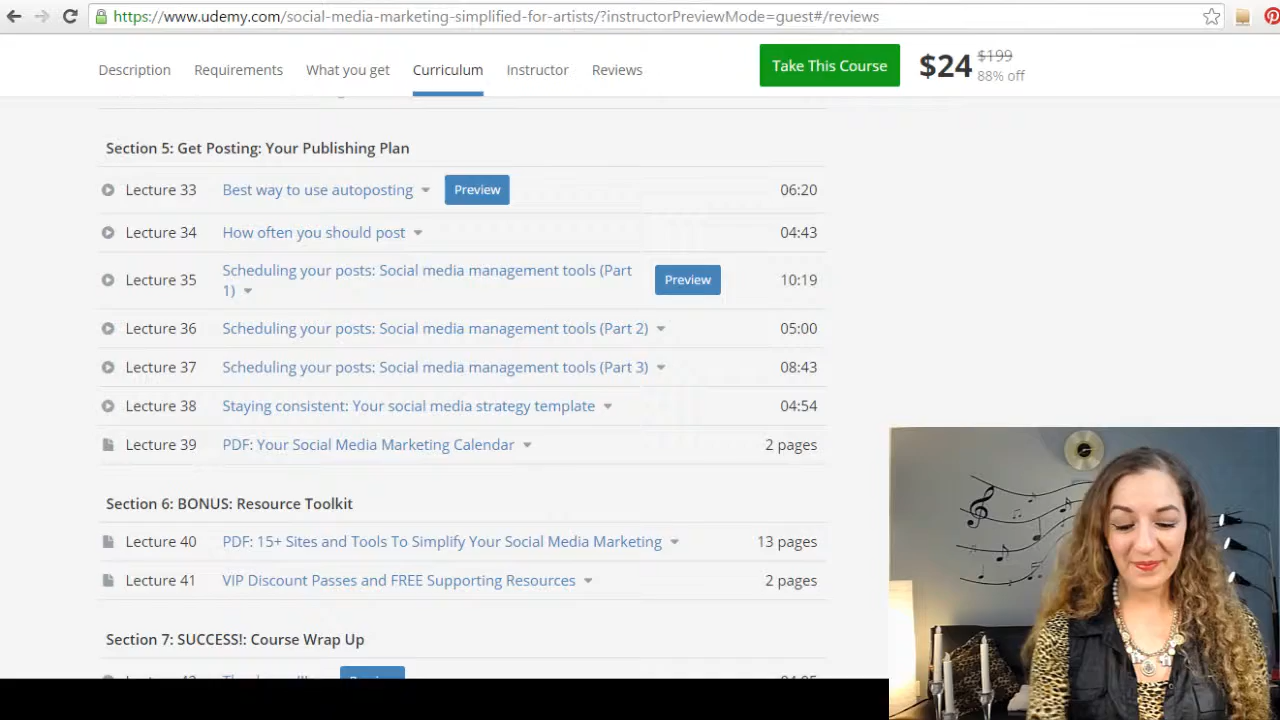 https://www.udemy.com/social-media-marketing-simplified-for-artists/?instructorPreviewMode=guest#/reviews
Description Requirements What you get Curriculum Instructor Reviews Take This Course $24 $199
88% off
Section 5: Get Posting: Your Publishing Plan
Lecture 33 Best way to use autoposting Preview 06:20
Lecture 34 How often you should post 04:43
Lecture 35 Scheduling your posts: Social media management tools (Part
1) Preview 10:19
Lecture 36 Scheduling your posts: Social media management tools (Part 2) 05:00
Lecture 37 Scheduling your posts: Social media management tools (Part 3) 08:43
Lecture 38 Staying consistent: Your social media strategy template 04:54
Lecture 39 PDF: Your Social Media Marketing Calendar 2 pages
Section 6: BONUS: Resource Toolkit
Lecture 40 PDF: 15+ Sites and Tools To Simplify Your Social Media Marketing 13 pages
Lecture 41 VIP Discount Passes and FREE Supporting Resources 2 pages
Section 7: SUCCESS!: Course Wrap Up